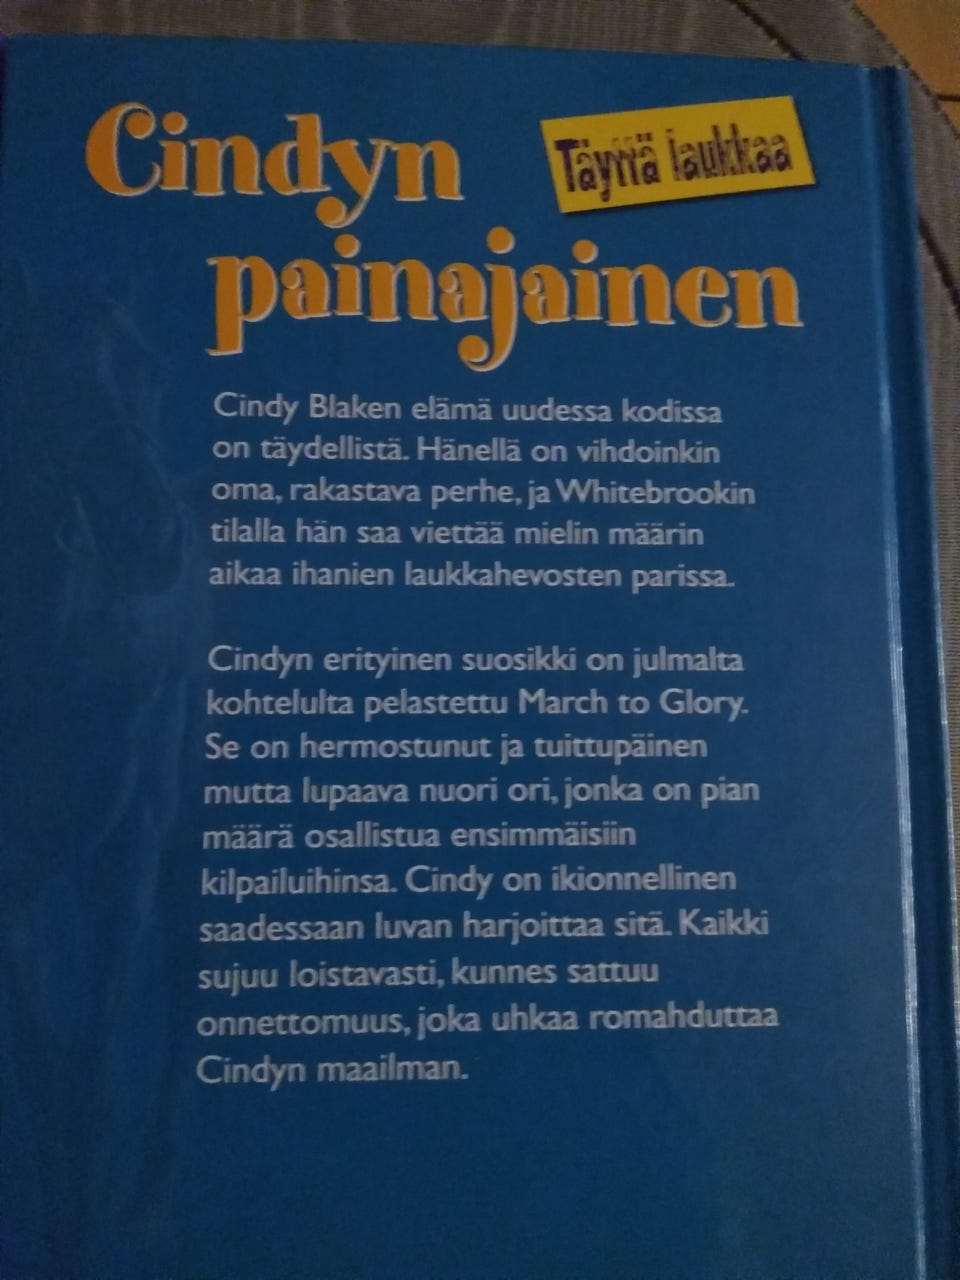 Cindyn
Täyttä laukkaa
painajainen
Cindy Blaken elämä uudessa kodissa
on täydellistä. Hänellä on vihdoinkin
oma, rakastava perhe, ja Whitebrookin
tilalla hän saa viettää mielin määrin
aikaa ihanien laukkahevosten parissa.
Cindyn erityinen suosikki on julmalta
kohtelulta pelastettu March to Glory.
Se on hermostunut ja tuittupäinen
mutta lupaava nuori ori, jonka on pian
määrä osallistua ensimmäisiin
kilpailuihinsa. Cindy on ikionnellinen
saadessaan luvan harjoittaa sitä. Kaikki
sujuu loistavasti, kunnes sattuu
onnettomuus, joka uhkaa romahduttaa
Cindyn maailman.